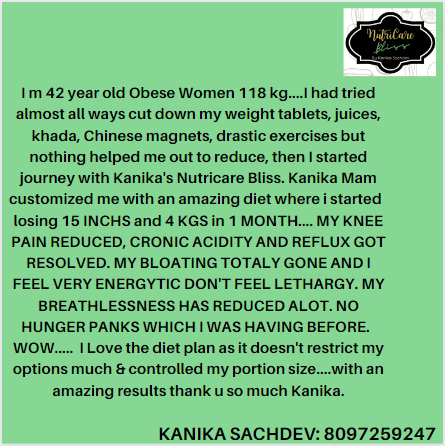 NutriCare
Bliss
By Kanika Sachdev
I m 42 year old Obese Women 118 kg....I had tried
almost all ways cut down my weight tablets, juices,
khada, Chinese magnets, drastic exercises but
nothing helped me out to reduce, then I started
journey with Kanika's Nutricare Bliss. Kanika Mam
customized me with an amazing diet where i started
losing 15 INCHS and 4 KGS in 1 MONTH.... MY KNEE
PAIN REDUCED, CRONIC ACIDITY AND REFLUX GOT
RESOLVED. MY BLOATING TOTALY GONE AND I
FEEL VERY ENERGYTIC DON'T FEEL LETHARGY. MY
BREATHLESSNESS HAS REDUCED ALOT. NO
HUNGER PANKS WHICH I WAS HAVING BEFORE.
WOW..... I Love the diet plan as it doesn't restrict my
options much & controlled my portion size....with an
amazing results thank u so much Kanika.
KANIKA SACHDEV: 8097259247